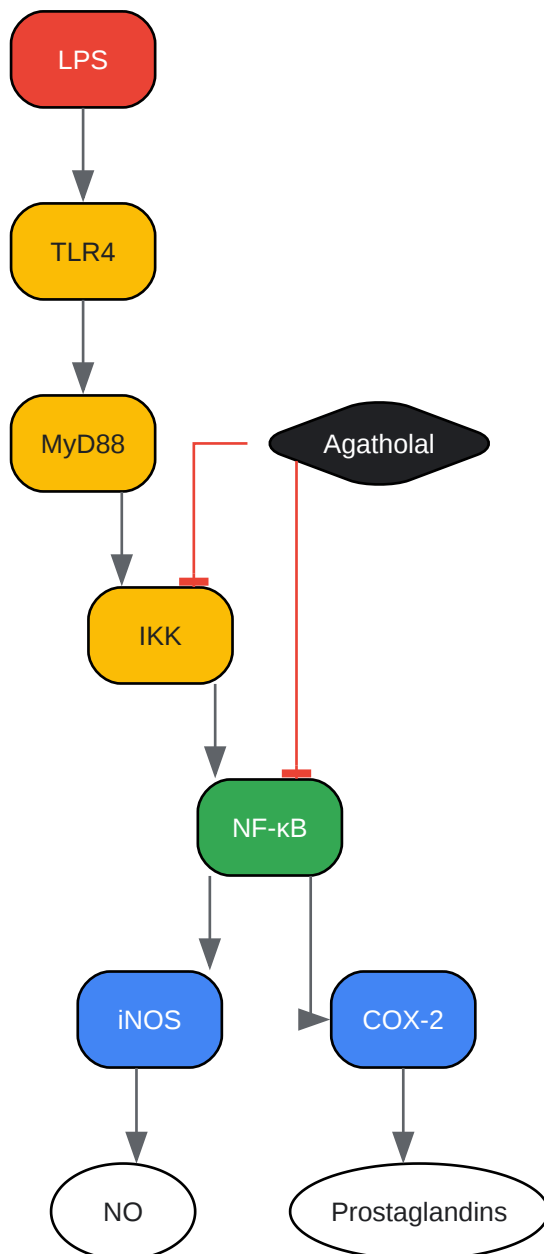 LPS
TLR4
MyD88
Agatholal
IKK
NF-κB
iNOS
COX-2
NO
Prostaglandins